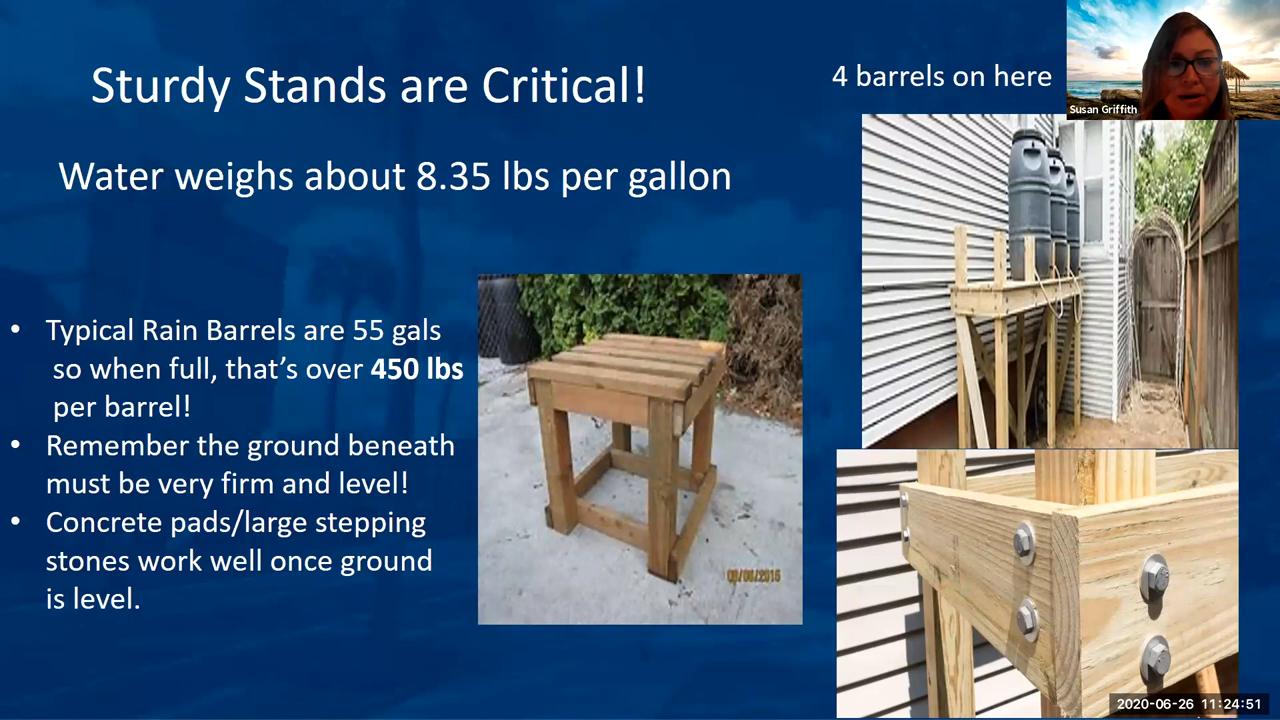 Sturdy Stands are Critical!
4 barrels on here
Susan Griffith
Water weighs about 8.35 lbs per gallon
• Typical Rain Barrels are 55 gals
so when full, that’s over 450 lbs
per barrel!
• Remember the ground beneath
must be very firm and level!
• Concrete pads/large stepping
stones work well once ground
is level.
2020-06-26 11:24:51